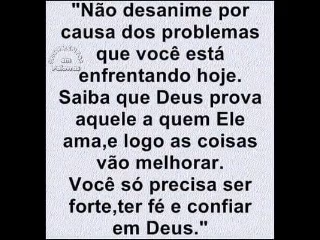 "Não desanime por
causa dos problemas
que você está
enfrentando hoje.
Saiba que Deus prova
aquele a quem Ele
ama,e logo as coisas
vão melhorar.
Você só precisa ser
forte,ter fé e confiar
em Deus."